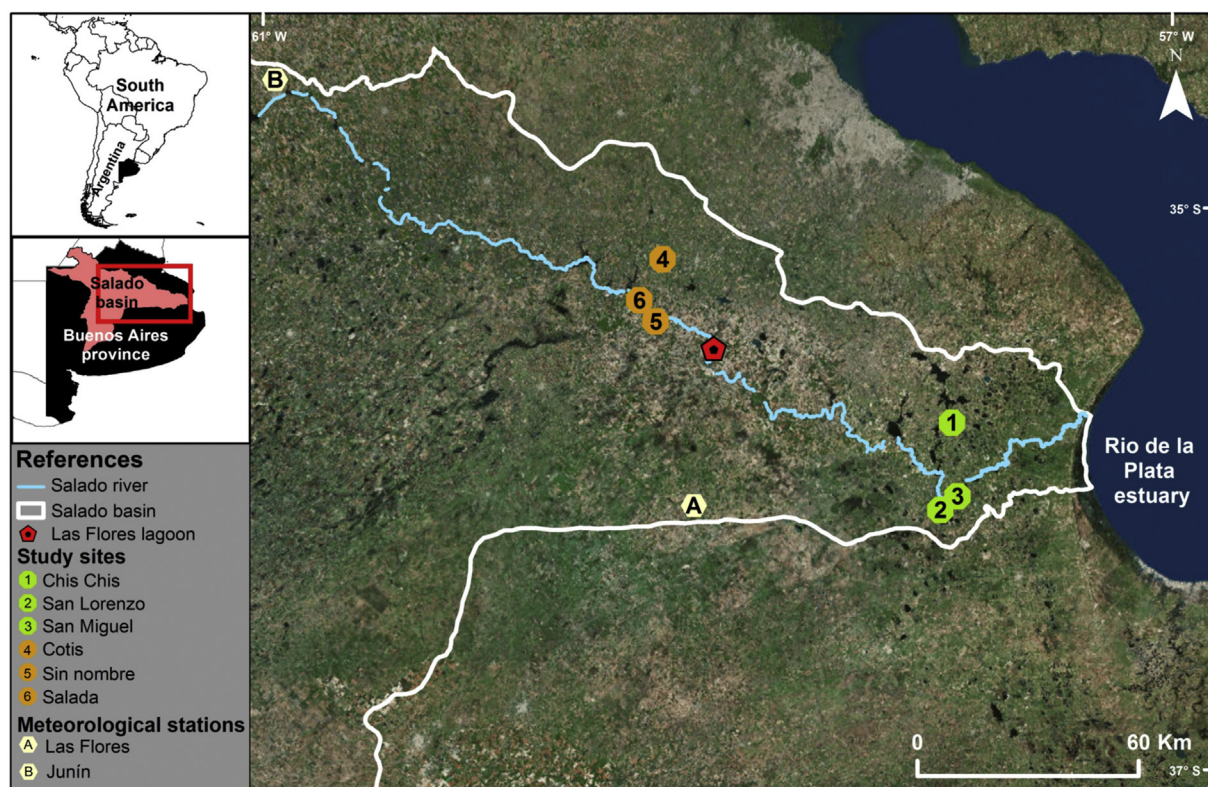 South
America
Argentina
Salado
basin
Buenos Aires
province
References
Salado river
Salado basin
Las Flores lagoon
Study sites
1 Chis Chis
2 San Lorenzo
3 San Miguel
4 Cotis
5 Sin nombre
6 Salada
Meteorological stations
A Las Flores
B Junín
61° W
57° W
N
B
35° S
4
6
5
1
Rio de la
Plata
estuary
3
2
A
0 60 Km
37° S